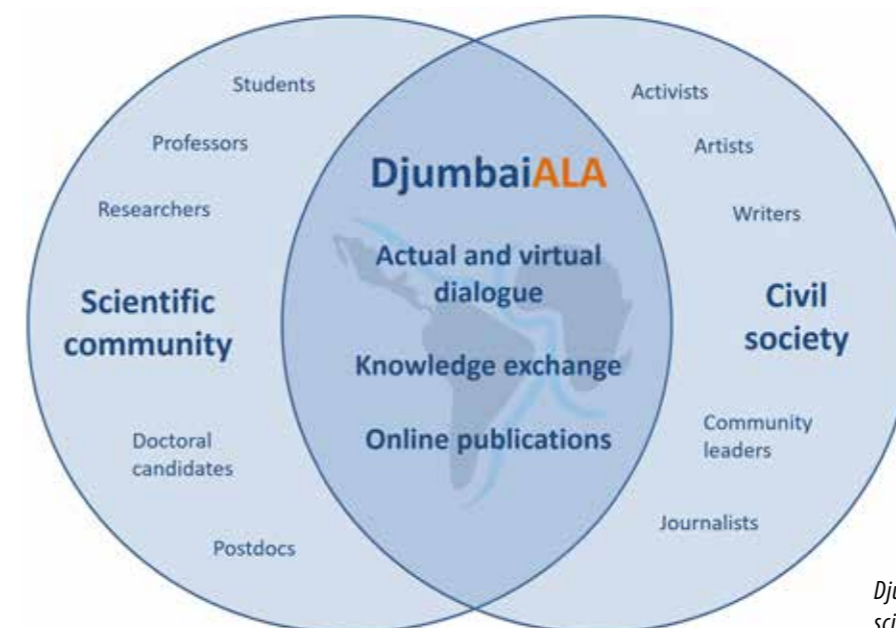 Students
Professors
Researchers
Scientific
community
Doctoral
candidates
Postdocs
DjumbaiALA
Actual and virtual
dialogue
Knowledge exchange
Online publications
Activists
Artists
Writers
Civil
society
Community
leaders
Journalists